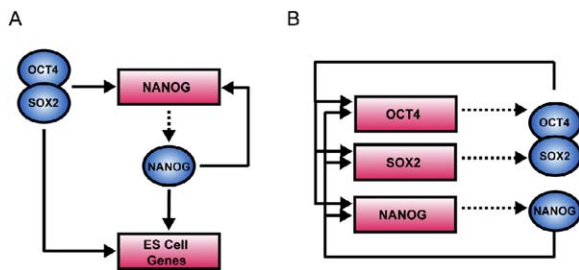 A
OCT4
SOX2
NANOG
NANOG
ES Cell
Genes
B
OCT4
SOX2
NANOG
OCT4
SOX2
NANOG